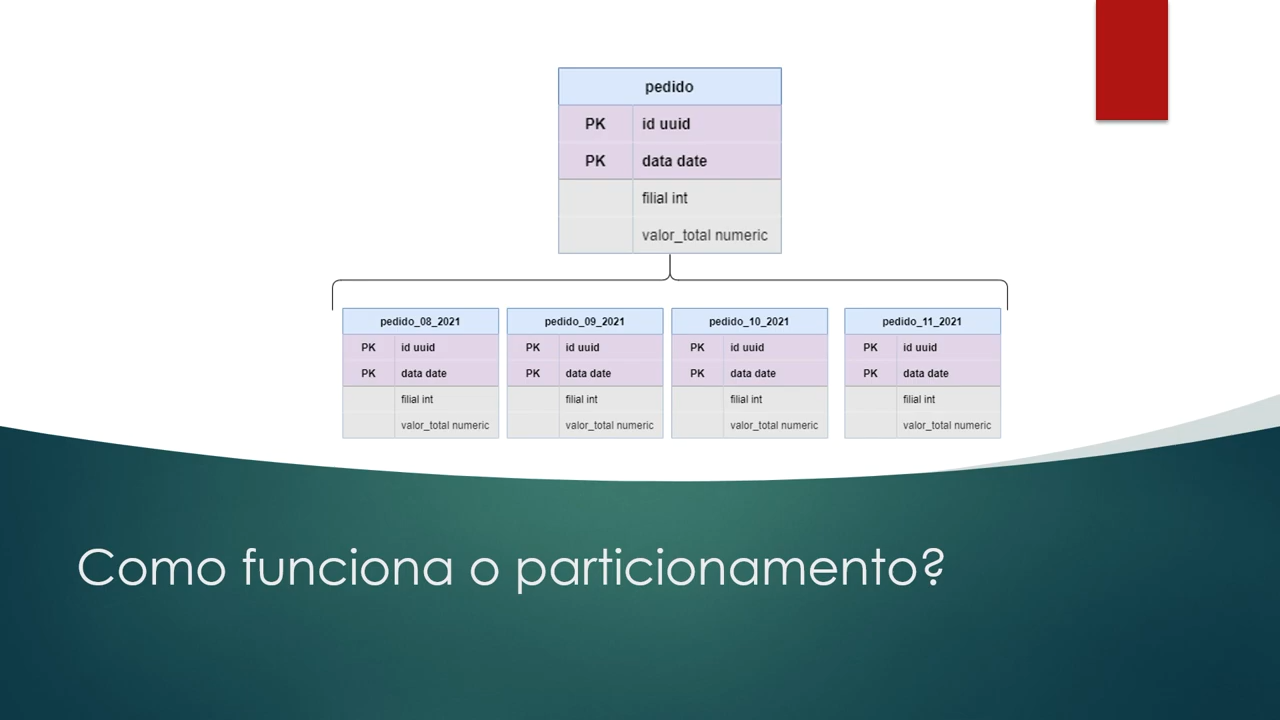 pedido
PK id uuid
PK data date
filial int
valor_total numeric
pedido_08_2021
PK id uuid
PK data date
filial int
valor_total numeric
pedido_09_2021
PK id uuid
PK data date
filial int
valor_total numeric
pedido_10_2021
PK id uuid
PK data date
filial int
valor_total numeric
pedido_11_2021
PK id uuid
PK data date
filial int
valor_total numeric
Como funciona o particionamento?